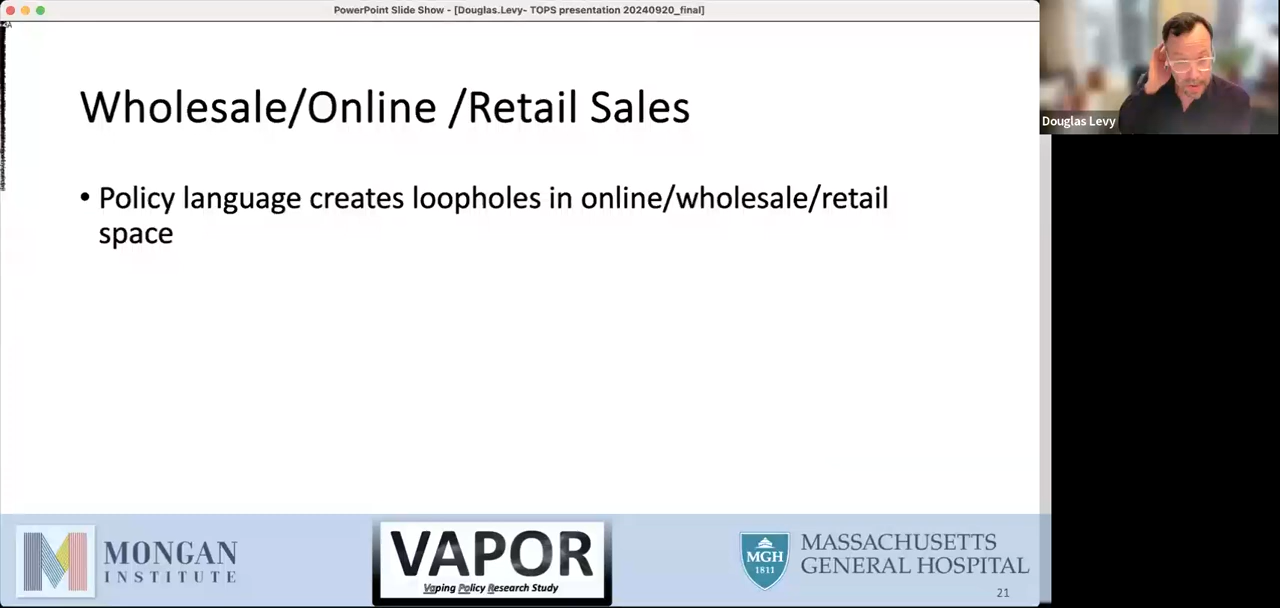 PowerPoint Slide Show - [Douglas.Levy- TOPS presentation 20240920_final]
Wholesale/Online /Retail Sales
• Policy language creates loopholes in online/wholesale/retail
space
Douglas Levy
MONGAN
INSTITUTE
VAPOR
Vaping Policy Research Study
MGH
1811
MASSACHUSETTS
GENERAL HOSPITAL
21